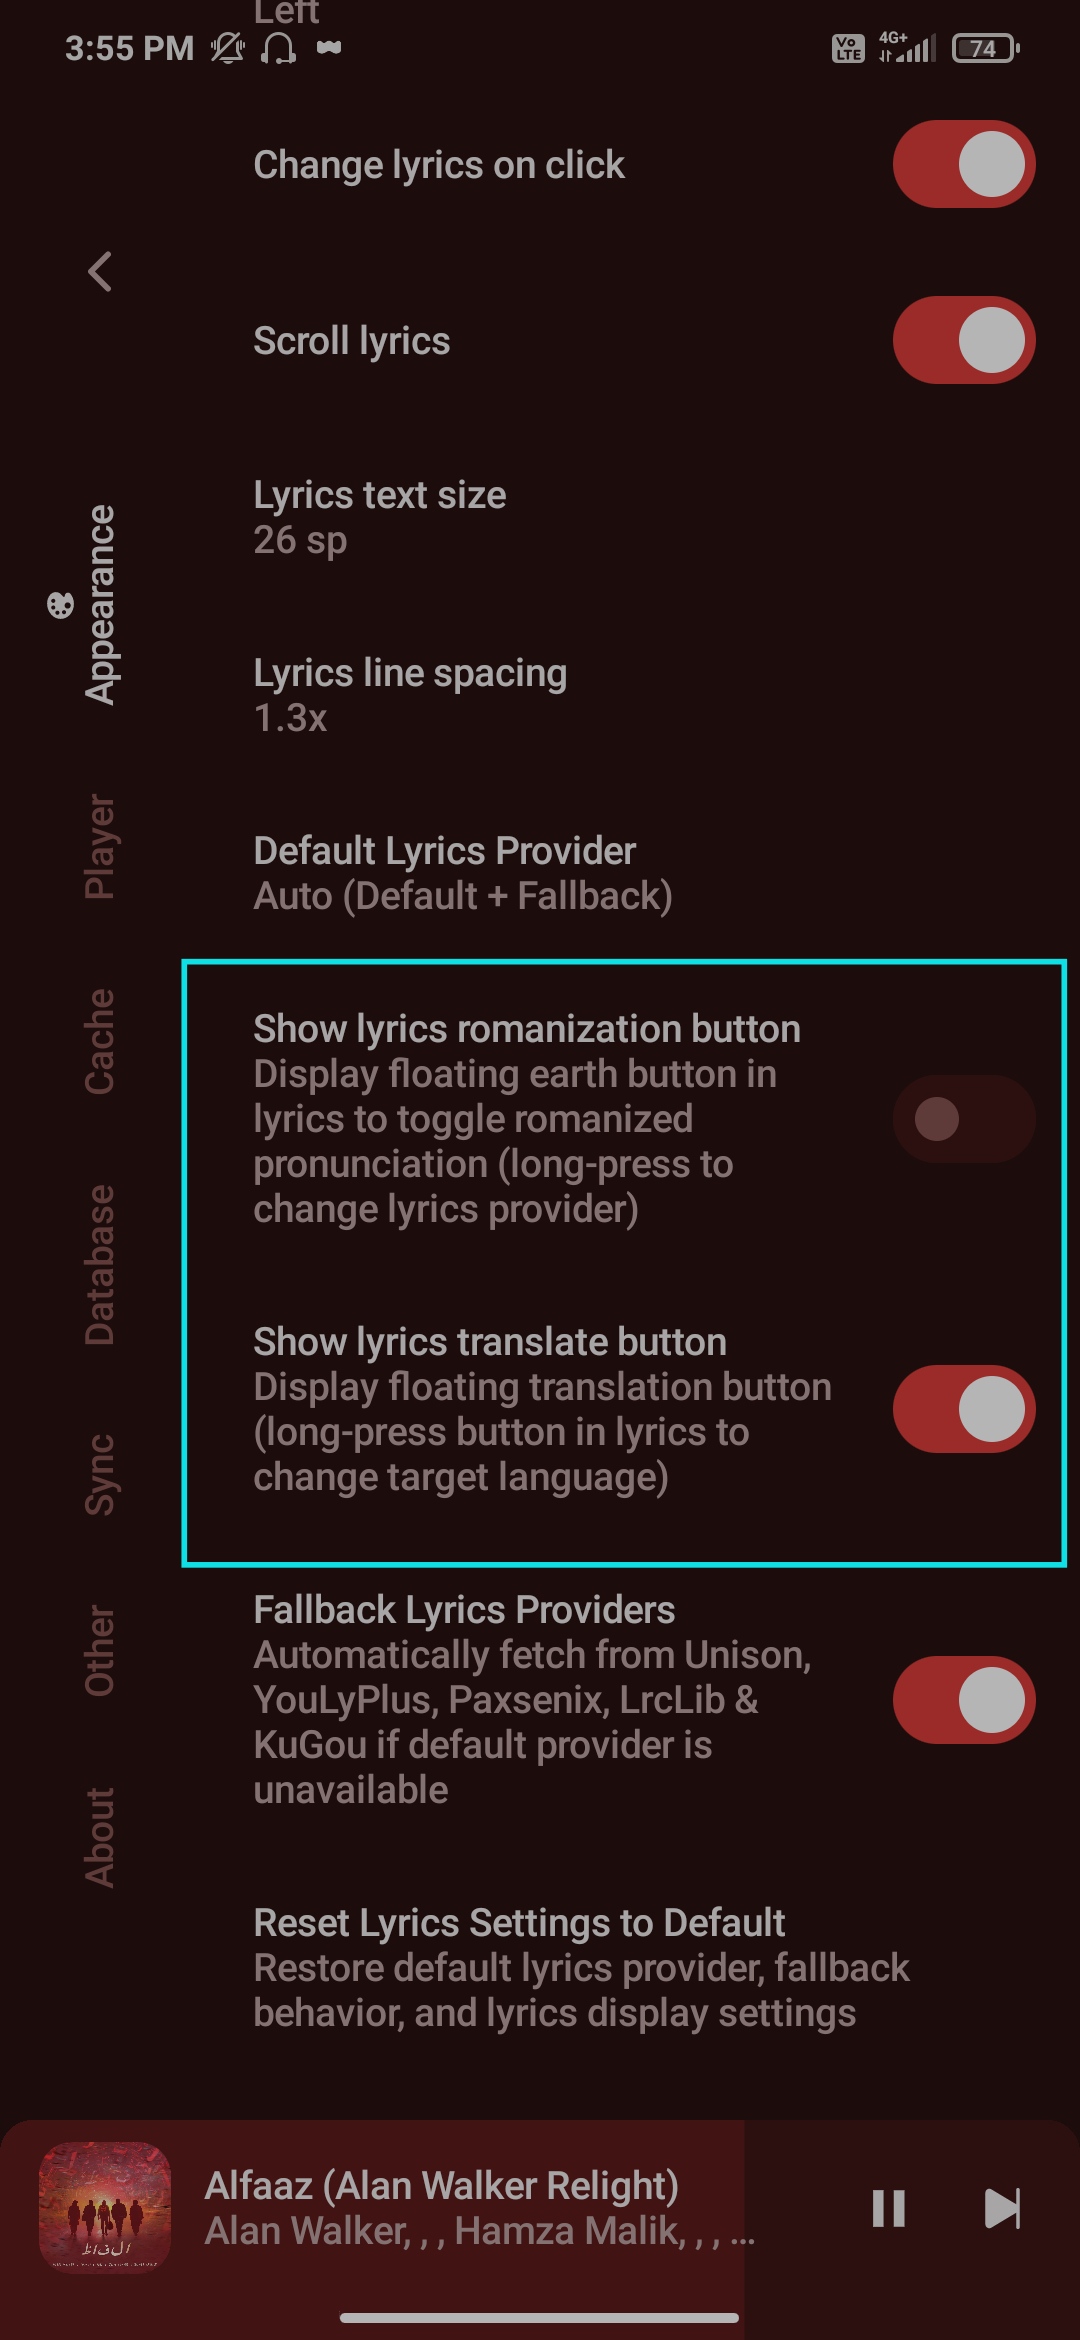 Left
3:55 PM
Vo
LTE
4G+
74
Change lyrics on click
Scroll lyrics
Lyrics text size
26 sp
Lyrics line spacing
1.3x
Default Lyrics Provider
Auto (Default + Fallback)
Show lyrics romanization button
Display floating earth button in
lyrics to toggle romanized
pronunciation (long-press to
change lyrics provider)
Show lyrics translate button
Display floating translation button
(long-press button in lyrics to
change target language)
Fallback Lyrics Providers
Automatically fetch from Unison,
YouLyPlus, Paxsenix, LrcLib &
KuGou if default provider is
unavailable
Reset Lyrics Settings to Default
Restore default lyrics provider, fallback
behavior, and lyrics display settings
Appearance
Player
Cache
Database
Sync
Other
About
الفاظ
Alfaaz (Alan Walker Relight)
Alan Walker, , , Hamza Malik, , , ...